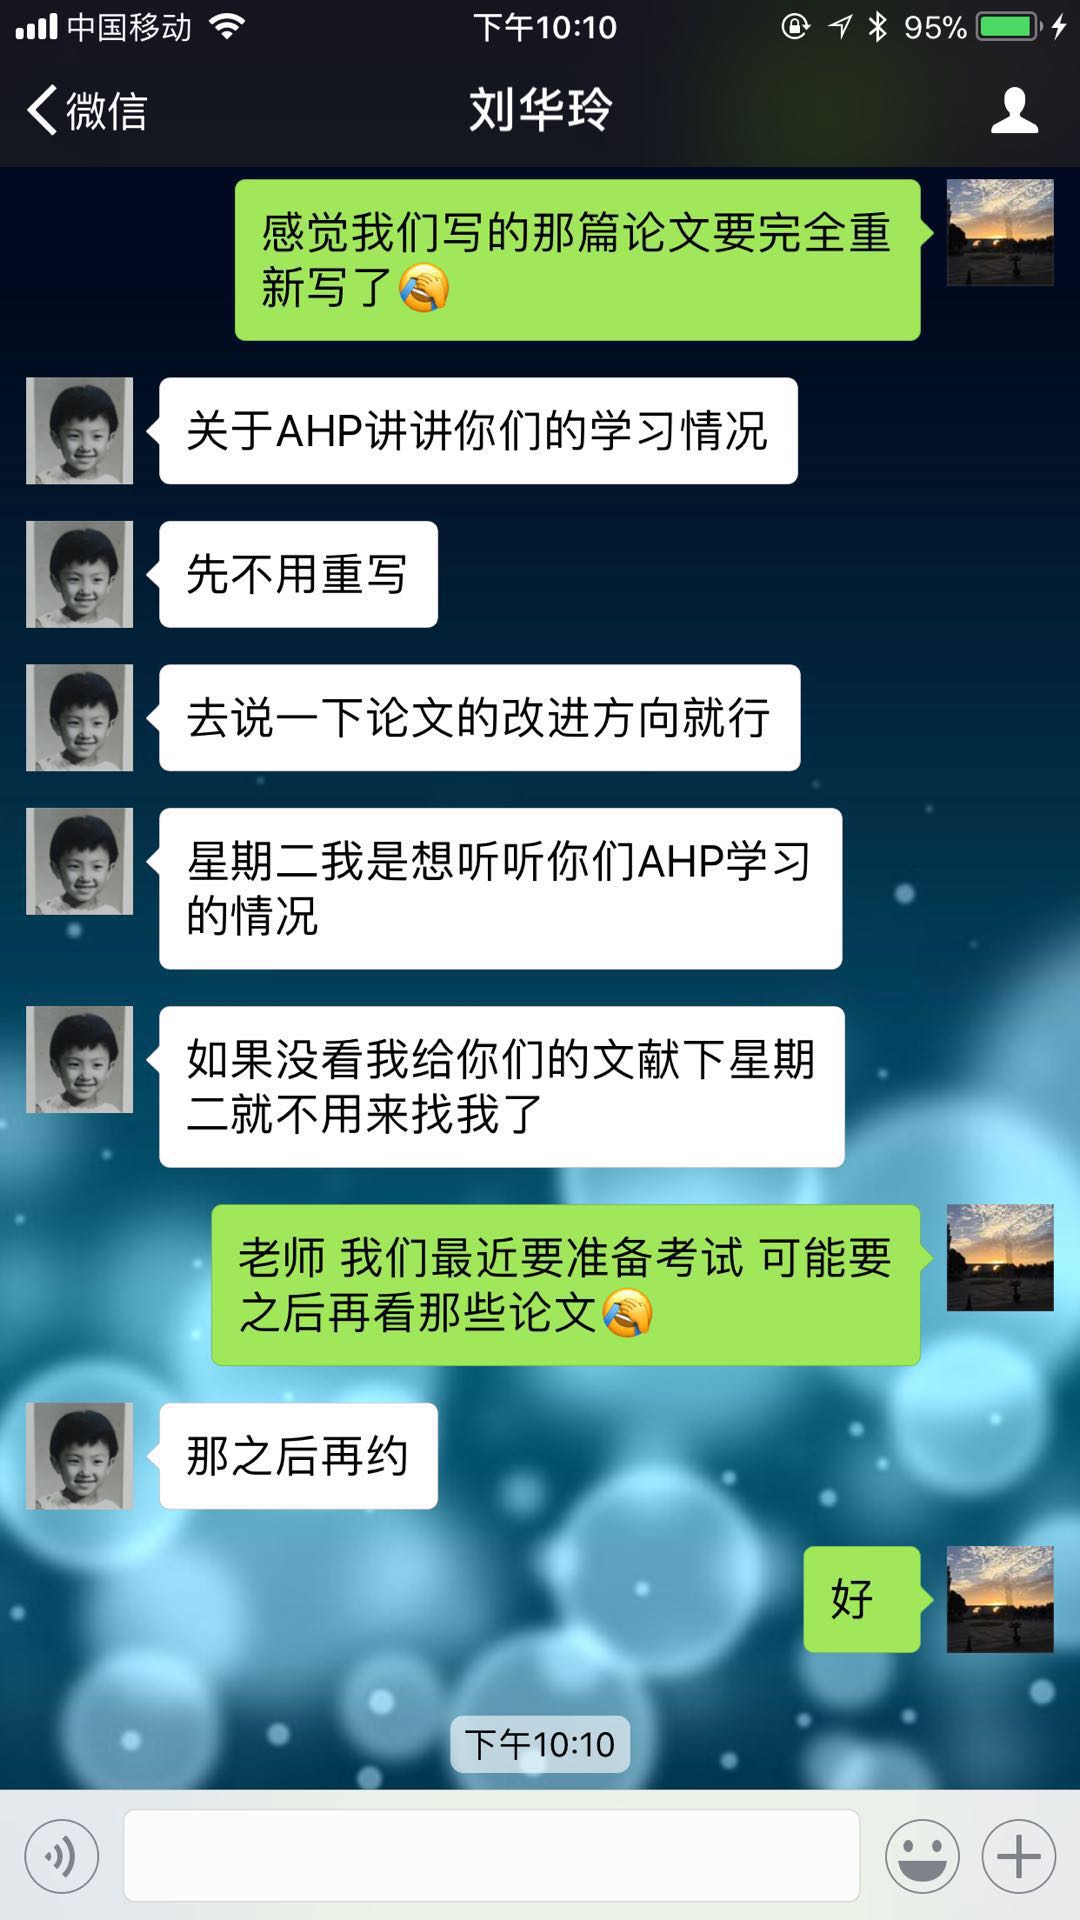 中国移动 下午10:10 95%
微信 刘华玲
感觉我们写的那篇论文要完全重
新写了🤦
关于AHP讲讲你们的学习情况
先不用重写
去说一下论文的改进方向就行
星期二我是想听听你们AHP学习
的情况
如果没看我给你们的文献下星期
二就不用来找我了
老师 我们最近要准备考试 可能要
之后再看那些论文🤦
那之后再约
好
下午10:10